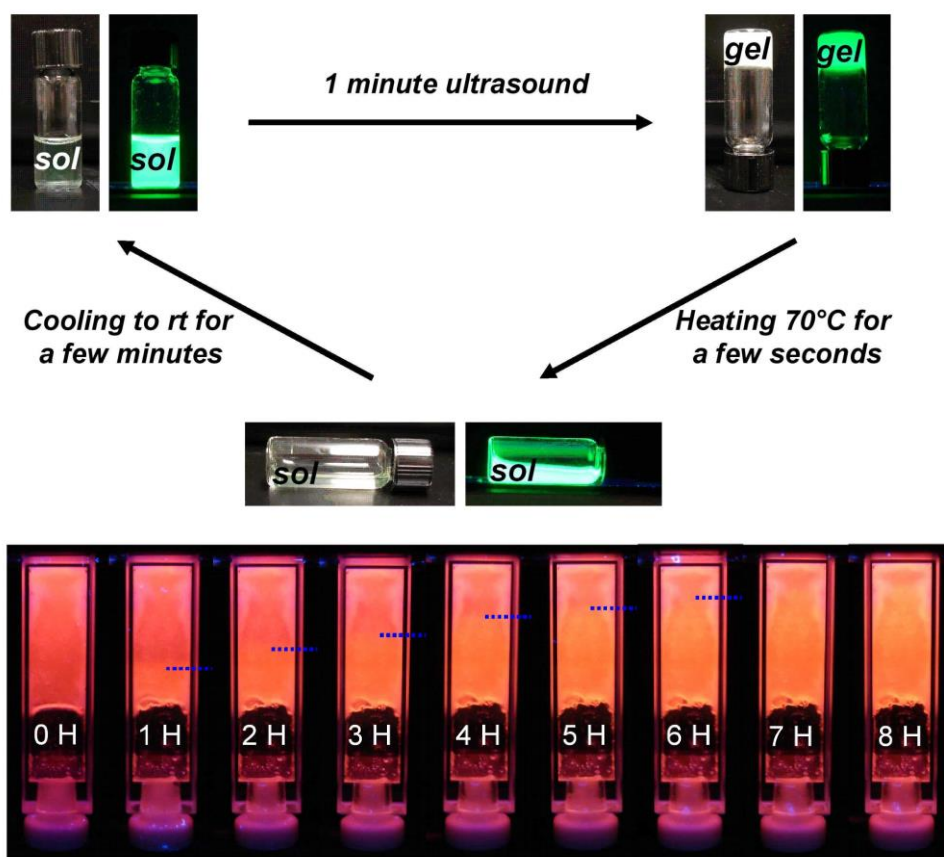 sol
sol
1 minute ultrasound
gel
gel
Cooling to rt for
a few minutes
Heating 70°C for
a few seconds
sol
sol
0 H
1 H
2 H
3 H
4 H
5 H
6 H
7 H
8 H